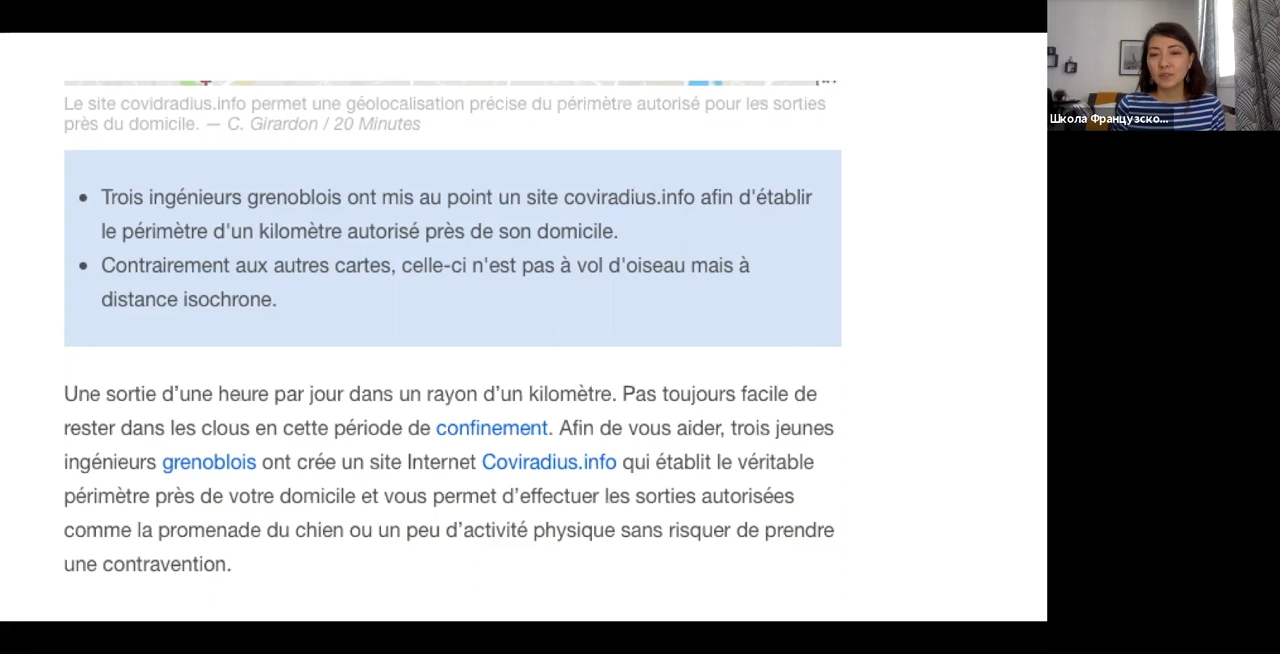 Le site covidradius.info permet une géolocalisation précise du périmètre autorisé pour les sorties
près du domicile. — C. Girardon / 20 Minutes
• Trois ingénieurs grenoblois ont mis au point un site coviradius.info afin d'établir
le périmètre d'un kilomètre autorisé près de son domicile.
• Contrairement aux autres cartes, celle-ci n'est pas à vol d'oiseau mais à
distance isochrone.
Une sortie d’une heure par jour dans un rayon d’un kilomètre. Pas toujours facile de
rester dans les clous en cette période de confinement. Afin de vous aider, trois jeunes
ingénieurs grenoblois ont crée un site Internet Coviradius.info qui établit le véritable
périmètre près de votre domicile et vous permet d’effectuer les sorties autorisées
comme la promenade du chien ou un peu d’activité physique sans risquer de prendre
une contravention.
Школа Французско...